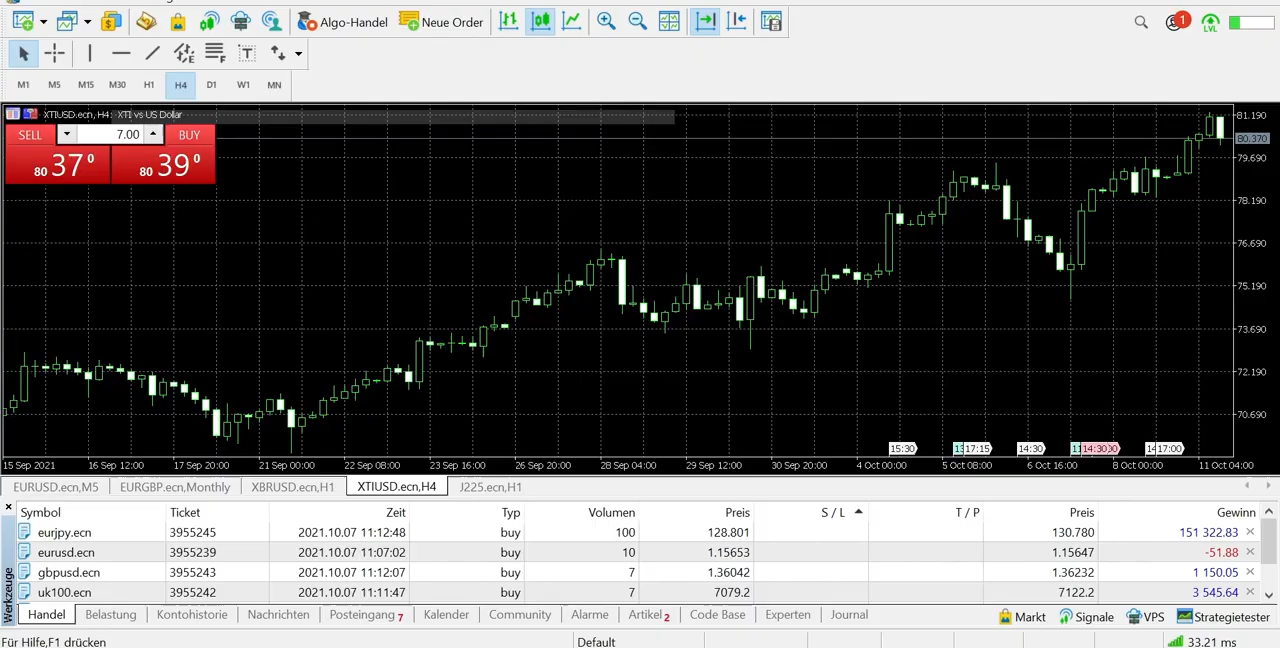 Algo-Handel Neue Order 1 LVL
E F T
M1 M5 M15 M30 H1 H4 D1 W1 MN
XTIUSD.ecn, H4: XTI vs US Dollar
SELL 7.00 BUY
80 37 0 80 39 0
81.190
80.370
79.690
78.190
76.690
75.190
73.690
72.190
70.690
15:30 17:15 14:30 14:30 17:00
15 Sep 2021 16 Sep 12:00 17 Sep 20:00 21 Sep 00:00 22 Sep 08:00 23 Sep 16:00 26 Sep 20:00 28 Sep 04:00 29 Sep 12:00 30 Sep 20:00 4 Oct 00:00 5 Oct 08:00 6 Oct 16:00 8 Oct 00:00 11 Oct 04:00
EURUSD.ecn,M5 EURGBP.ecn,Monthly XBRUSD.ecn,H1 XTIUSD.ecn,H4 J225.ecn,H1
Symbol Ticket Zeit Typ Volumen Preis S / L T / P Preis Gewinn
eurjpy.ecn 3955245 2021.10.07 11:12:48 buy 100 128.801 130.780 151 322.83
eurusd.ecn 3955239 2021.10.07 11:07:02 buy 10 1.15653 1.15647 -51.88
gbpusd.ecn 3955243 2021.10.07 11:12:07 buy 7 1.36042 1.36232 1 150.05
uk100.ecn 3955242 2021.10.07 11:11:47 buy 7 7079.2 7122.2 3 545.64
Werkzeuge
Handel Belastung Kontohistorie Nachrichten Posteingang 7 Kalender Community Alarme Artikel 2 Code Base Experten Journal Markt Signale VPS Strategietester
Für Hilfe,F1 drücken Default 33.21 ms